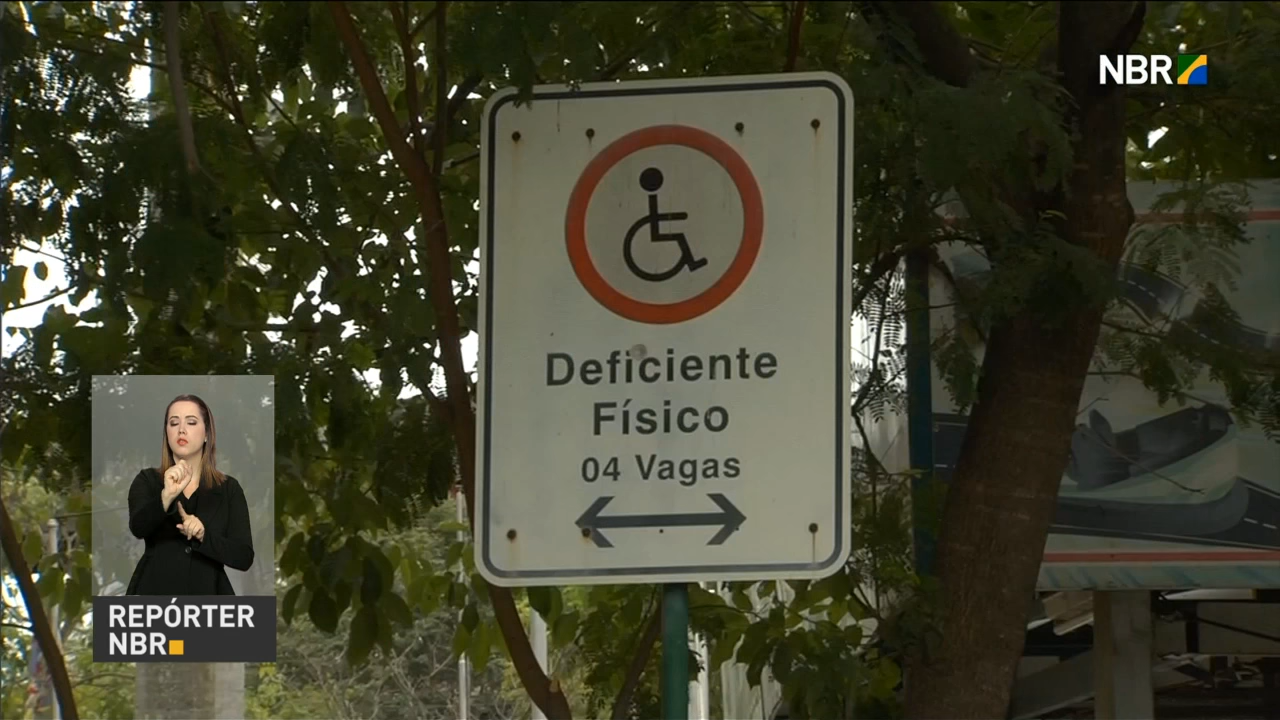 NBR
Deficiente
Físico
04 Vagas
REPÓRTER
NBR